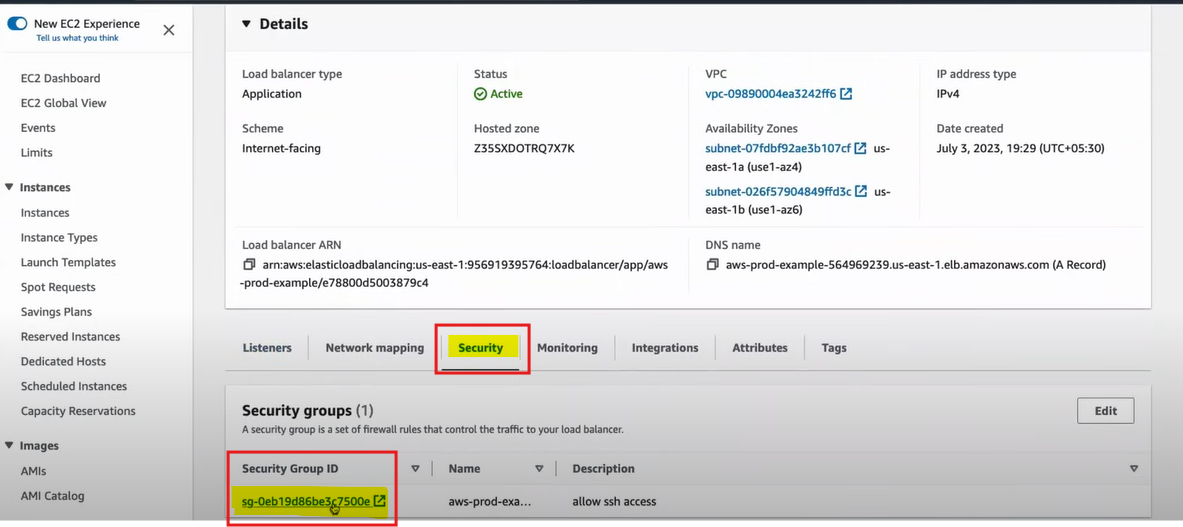 New EC2 Experience
Tell us what you think
EC2 Dashboard
EC2 Global View
Events
Limits
Instances
Instances
Instance Types
Launch Templates
Spot Requests
Savings Plans
Reserved Instances
Dedicated Hosts
Scheduled Instances
Capacity Reservations
Images
AMIs
AMI Catalog
Details
Load balancer type
Application
Status
Active
VPC
vpc-09890004ea3242ff6
IP address type
IPv4
Scheme
Internet-facing
Hosted zone
Z35SXDOTRQ7X7K
Availability Zones
subnet-07fdbf92ae3b107cf us-
east-1a (use1-az4)
subnet-026f57904849ffd3c us-
east-1b (use1-az6)
Date created
July 3, 2023, 19:29 (UTC+05:30)
Load balancer ARN
arn:aws:elasticloadbalancing:us-east-1:956919395764:loadbalancer/app/aws
-prod-example/e78800d5003879c4
DNS name
aws-prod-example-564969239.us-east-1.elb.amazonaws.com (A Record)
Listeners Network mapping Security Monitoring Integrations Attributes Tags
Security groups (1)
Edit
A security group is a set of firewall rules that control the traffic to your load balancer.
Security Group ID Name Description
sg-0eb19d86be3c7500e aws-prod-exa... allow ssh access